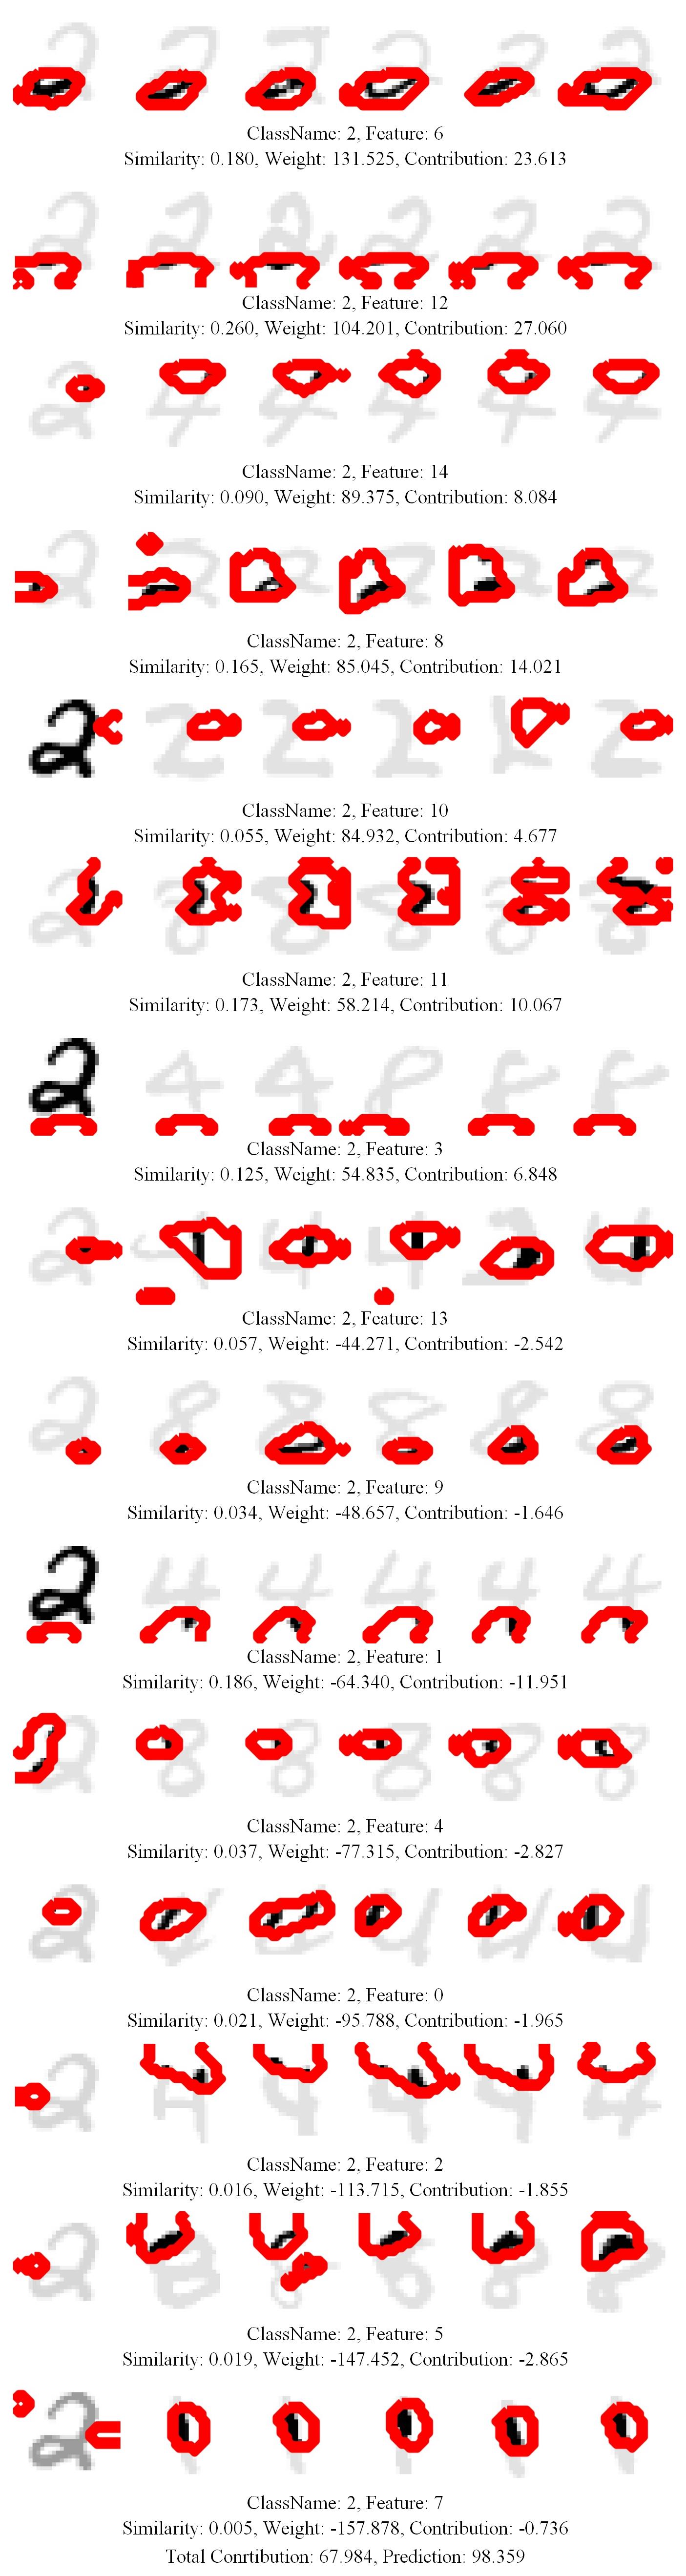 ClassName: 2, Feature: 6
Similarity: 0.180, Weight: 131.525, Contribution: 23.613
ClassName: 2, Feature: 12
Similarity: 0.260, Weight: 104.201, Contribution: 27.060
ClassName: 2, Feature: 14
Similarity: 0.090, Weight: 89.375, Contribution: 8.084
ClassName: 2, Feature: 8
Similarity: 0.165, Weight: 85.045, Contribution: 14.021
ClassName: 2, Feature: 10
Similarity: 0.055, Weight: 84.932, Contribution: 4.677
ClassName: 2, Feature: 11
Similarity: 0.173, Weight: 58.214, Contribution: 10.067
ClassName: 2, Feature: 3
Similarity: 0.125, Weight: 54.835, Contribution: 6.848
ClassName: 2, Feature: 13
Similarity: 0.057, Weight: -44.271, Contribution: -2.542
ClassName: 2, Feature: 9
Similarity: 0.034, Weight: -48.657, Contribution: -1.646
ClassName: 2, Feature: 1
Similarity: 0.186, Weight: -64.340, Contribution: -11.951
ClassName: 2, Feature: 4
Similarity: 0.037, Weight: -77.315, Contribution: -2.827
ClassName: 2, Feature: 0
Similarity: 0.021, Weight: -95.788, Contribution: -1.965
ClassName: 2, Feature: 2
Similarity: 0.016, Weight: -113.715, Contribution: -1.855
ClassName: 2, Feature: 5
Similarity: 0.019, Weight: -147.452, Contribution: -2.865
ClassName: 2, Feature: 7
Similarity: 0.005, Weight: -157.878, Contribution: -0.736
Total Conrtibution: 67.984, Prediction: 98.359